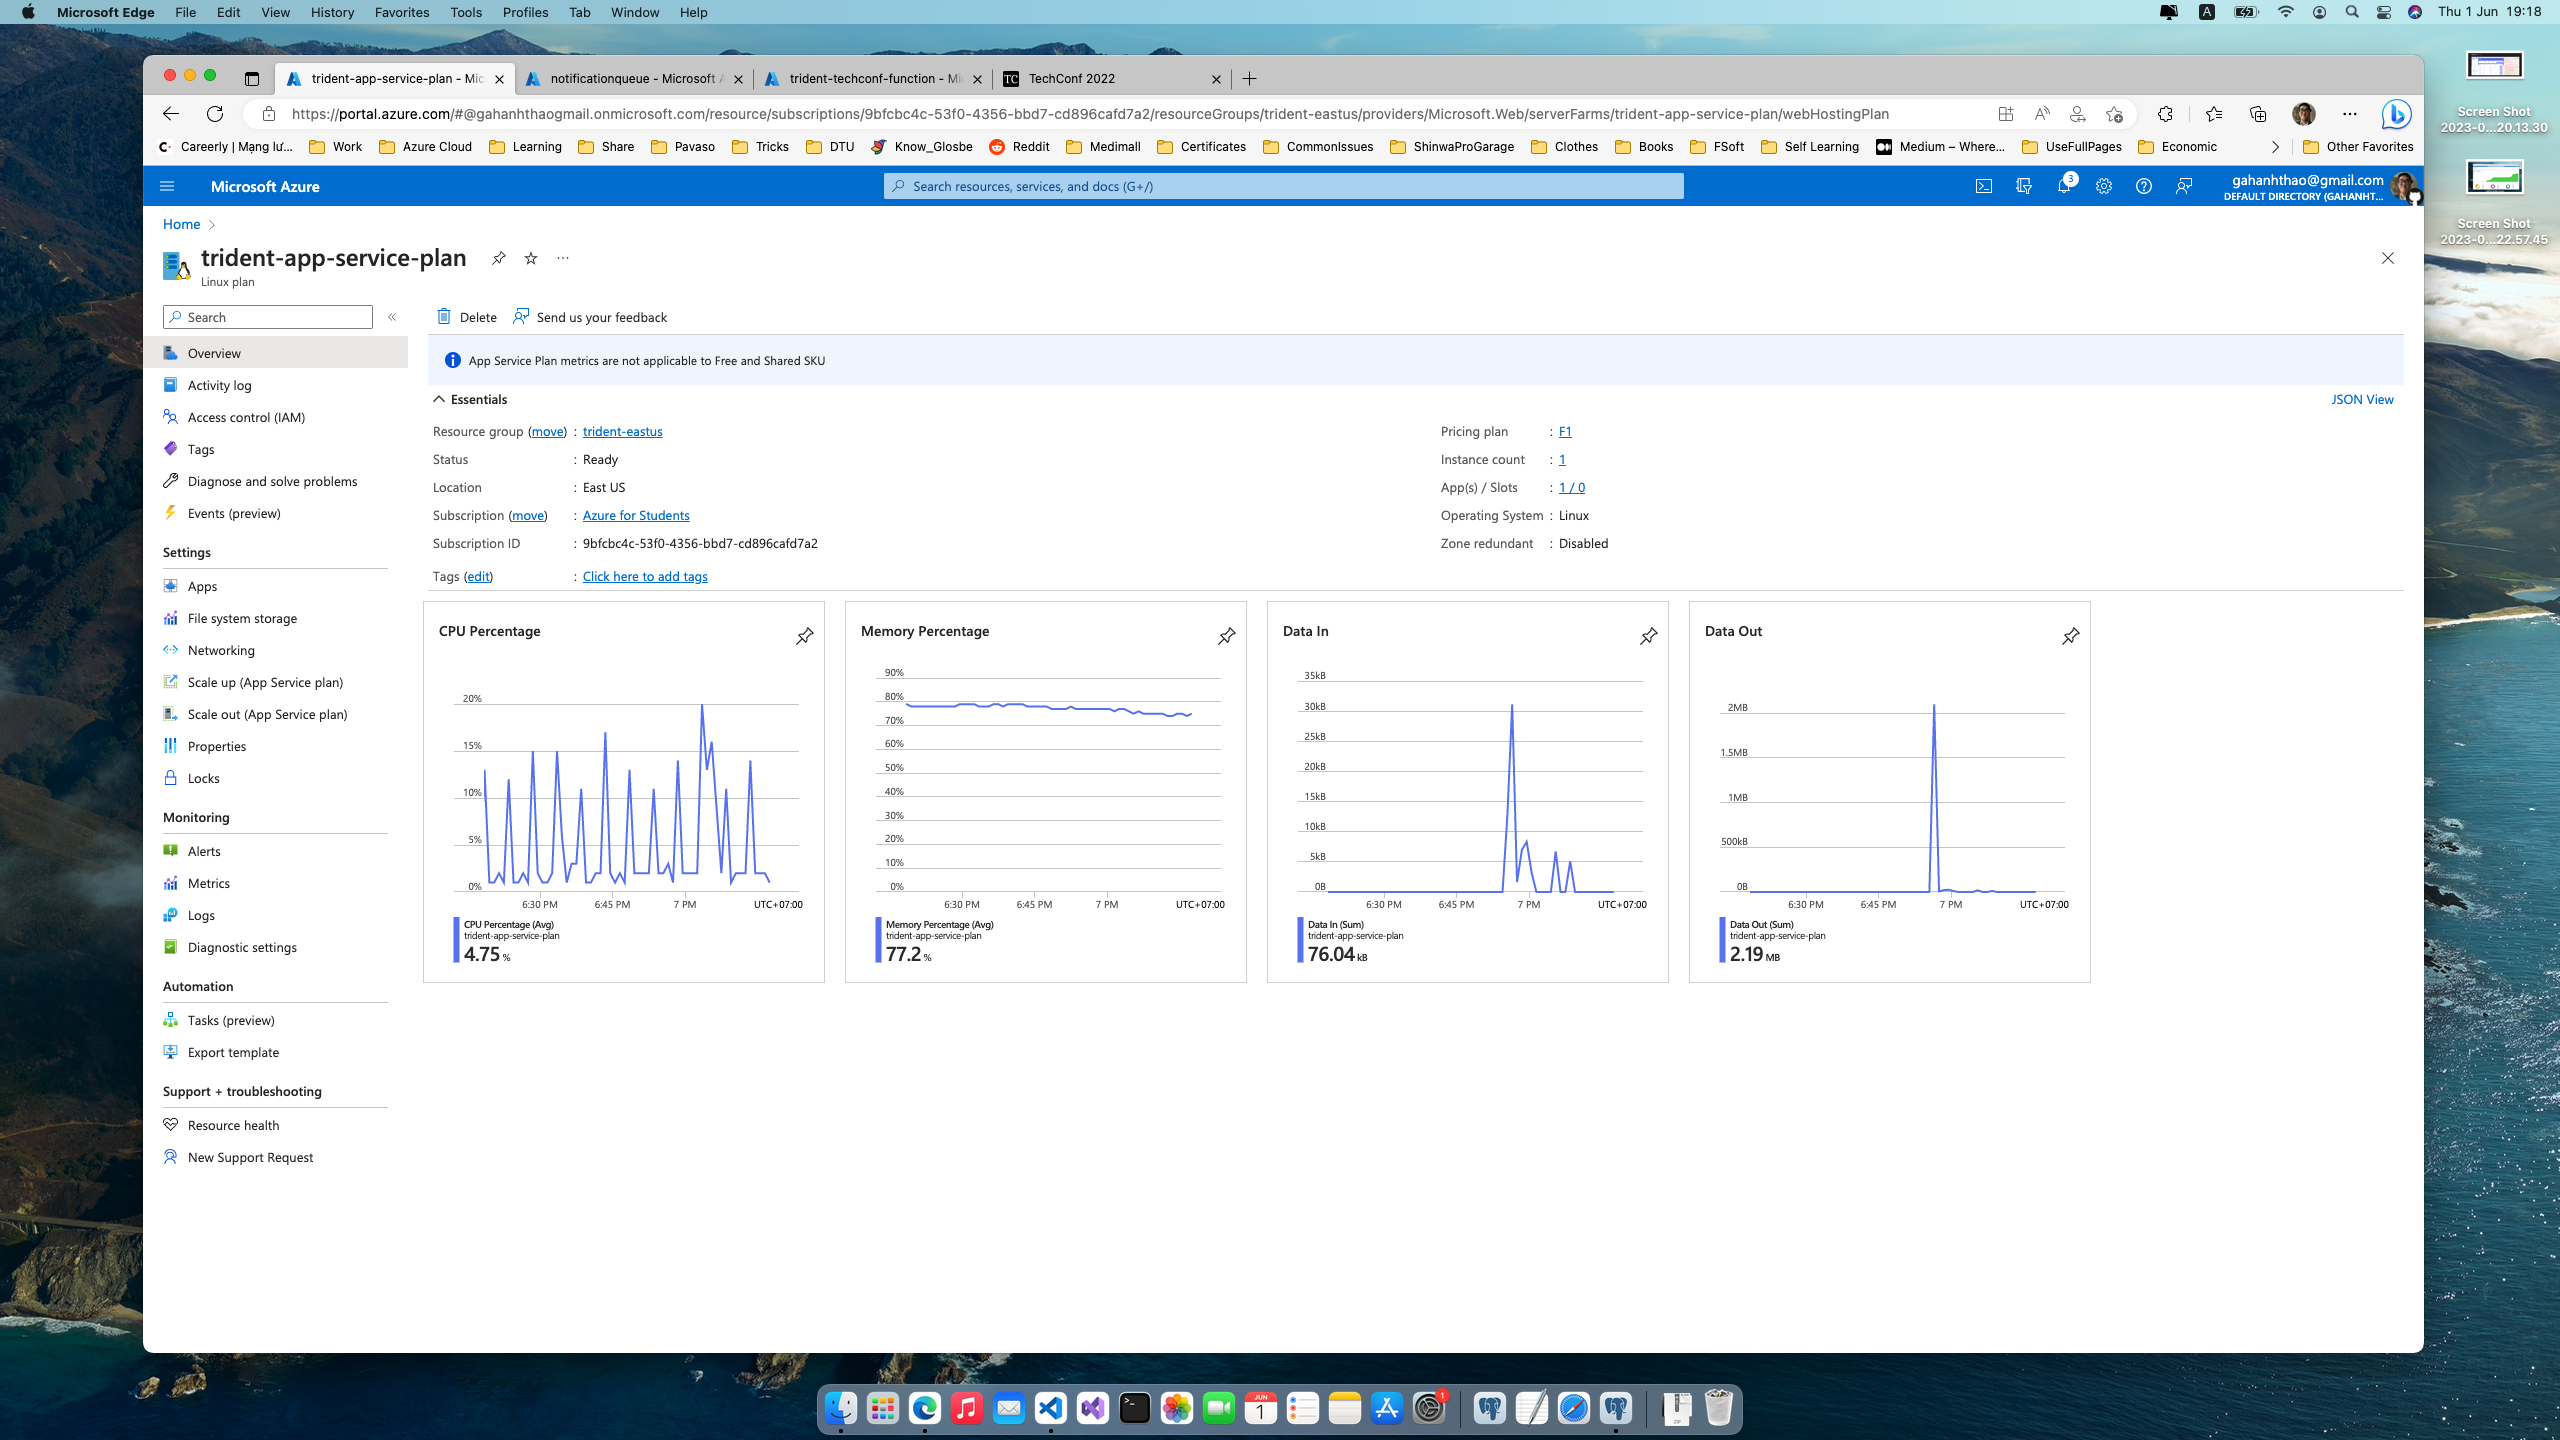 Microsoft Edge File Edit View History Favorites Tools Profiles Tab Window Help
A
Thu 1 Jun 19:18
trident-app-service-plan - Mic
notificationqueue - Microsoft A
trident-techconf-function - Mi
TC TechConf 2022
https://portal.azure.com/#@gahanhthaogmail.onmicrosoft.com/resource/subscriptions/9bfcbc4c-53f0-4356-bbd7-cd896cafd7a2/resourceGroups/trident-eastus/providers/Microsoft.Web/serverFarms/trident-app-service-plan/webHostingPlan
Careerly | Mạng lư...
Work
Azure Cloud
Learning
Share
Pavaso
Tricks
DTU
Know_Glosbe
Reddit
Medimall
Certificates
CommonIssues
ShinwaProGarage
Clothes
Books
FSoft
Self Learning
Medium – Where...
UseFullPages
Economic
Other Favorites
Screen Shot
2023-0...20.13.30
Screen Shot
2023-0...22.57.45
Microsoft Azure
Search resources, services, and docs (G+/)
3
gahanhthao@gmail.com
DEFAULT DIRECTORY (GAHANHT...
Home
trident-app-service-plan
Linux plan
Search
Overview
Activity log
Access control (IAM)
Tags
Diagnose and solve problems
Events (preview)
Settings
Apps
File system storage
Networking
Scale up (App Service plan)
Scale out (App Service plan)
Properties
Locks
Monitoring
Alerts
Metrics
Logs
Diagnostic settings
Automation
Tasks (preview)
Export template
Support + troubleshooting
Resource health
New Support Request
Delete
Send us your feedback
App Service Plan metrics are not applicable to Free and Shared SKU
Essentials
JSON View
Resource group (move) : trident-eastus
Status : Ready
Location : East US
Subscription (move) : Azure for Students
Subscription ID : 9bfcbc4c-53f0-4356-bbd7-cd896cafd7a2
Tags (edit) : Click here to add tags
Pricing plan : F1
Instance count : 1
App(s) / Slots : 1 / 0
Operating System : Linux
Zone redundant : Disabled
CPU Percentage
20%
15%
10%
5%
0%
6:30 PM 6:45 PM 7 PM UTC+07:00
CPU Percentage (Avg)
trident-app-service-plan
4.75 %
Memory Percentage
90%
80%
70%
60%
50%
40%
30%
20%
10%
0%
6:30 PM 6:45 PM 7 PM UTC+07:00
Memory Percentage (Avg)
trident-app-service-plan
77.2 %
Data In
35kB
30kB
25kB
20kB
15kB
10kB
5kB
0B
6:30 PM 6:45 PM 7 PM UTC+07:00
Data In (Sum)
trident-app-service-plan
76.04 kB
Data Out
2MB
1.5MB
1MB
500kB
0B
6:30 PM 6:45 PM 7 PM UTC+07:00
Data Out (Sum)
trident-app-service-plan
2.19 MB
JUN
1
1
ZIP